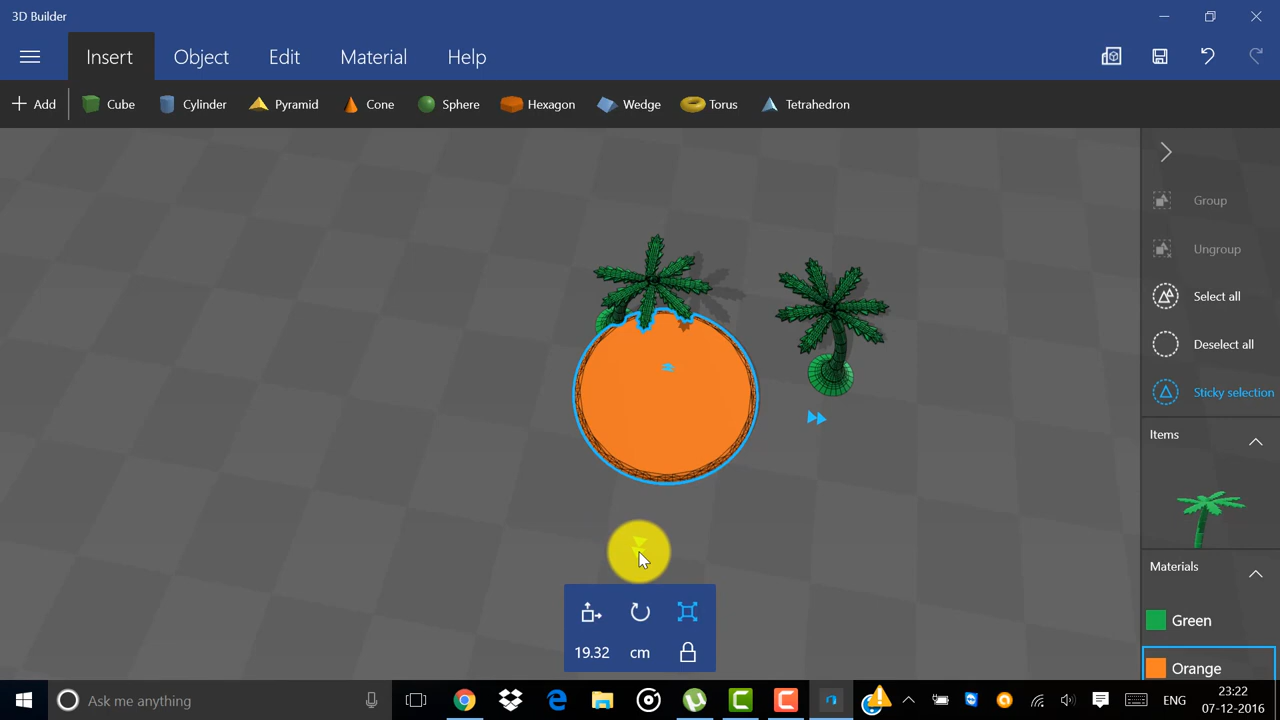 3D Builder
Insert Object Edit Material Help
Add Cube Cylinder Pyramid Cone Sphere Hexagon Wedge Torus Tetrahedron
Group
Ungroup
Select all
Deselect all
Sticky selection
Items
Materials
Green
Orange
19.32 cm
Ask me anything
ENG
23:22
07-12-2016